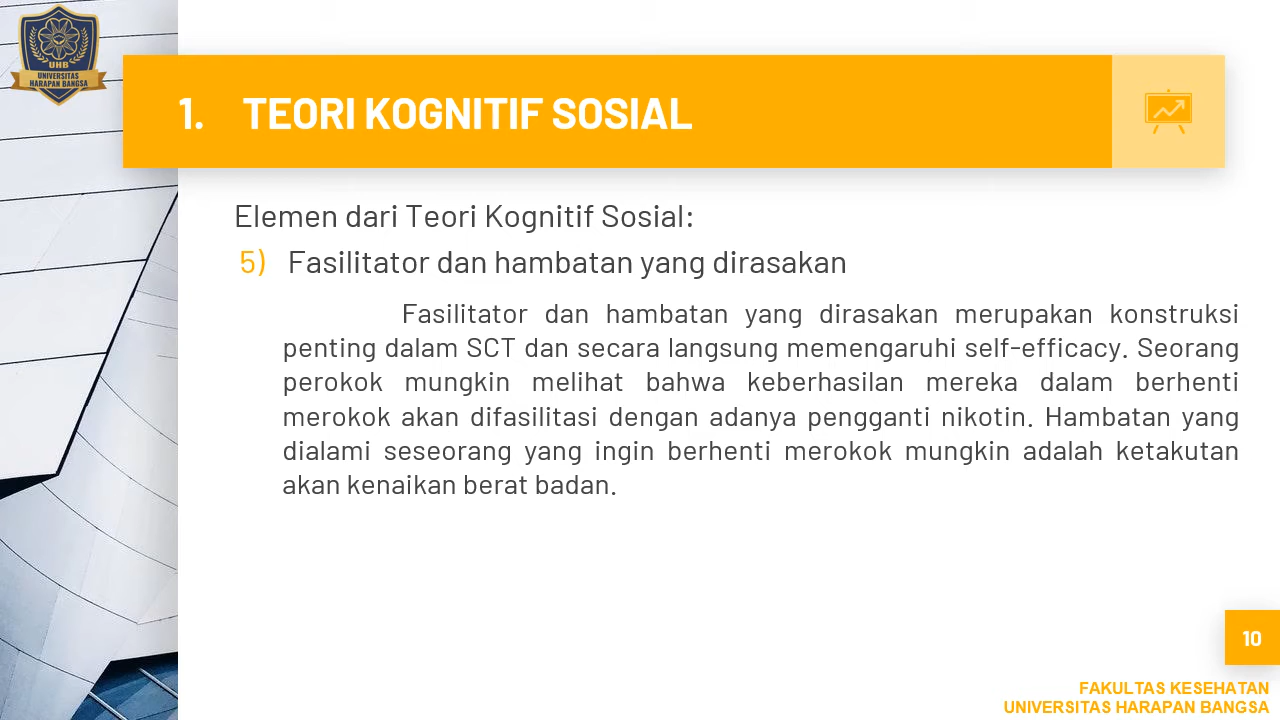 UHB
UNIVERSITAS
HARAPAN BANGSA
1. TEORI KOGNITIF SOSIAL
Elemen dari Teori Kognitif Sosial:
5) Fasilitator dan hambatan yang dirasakan
Fasilitator dan hambatan yang dirasakan merupakan konstruksi
penting dalam SCT dan secara langsung memengaruhi self-efficacy. Seorang
perokok mungkin melihat bahwa keberhasilan mereka dalam berhenti
merokok akan difasilitasi dengan adanya pengganti nikotin. Hambatan yang
dialami seseorang yang ingin berhenti merokok mungkin adalah ketakutan
akan kenaikan berat badan.
10
FAKULTAS KESEHATAN
UNIVERSITAS HARAPAN BANGSA